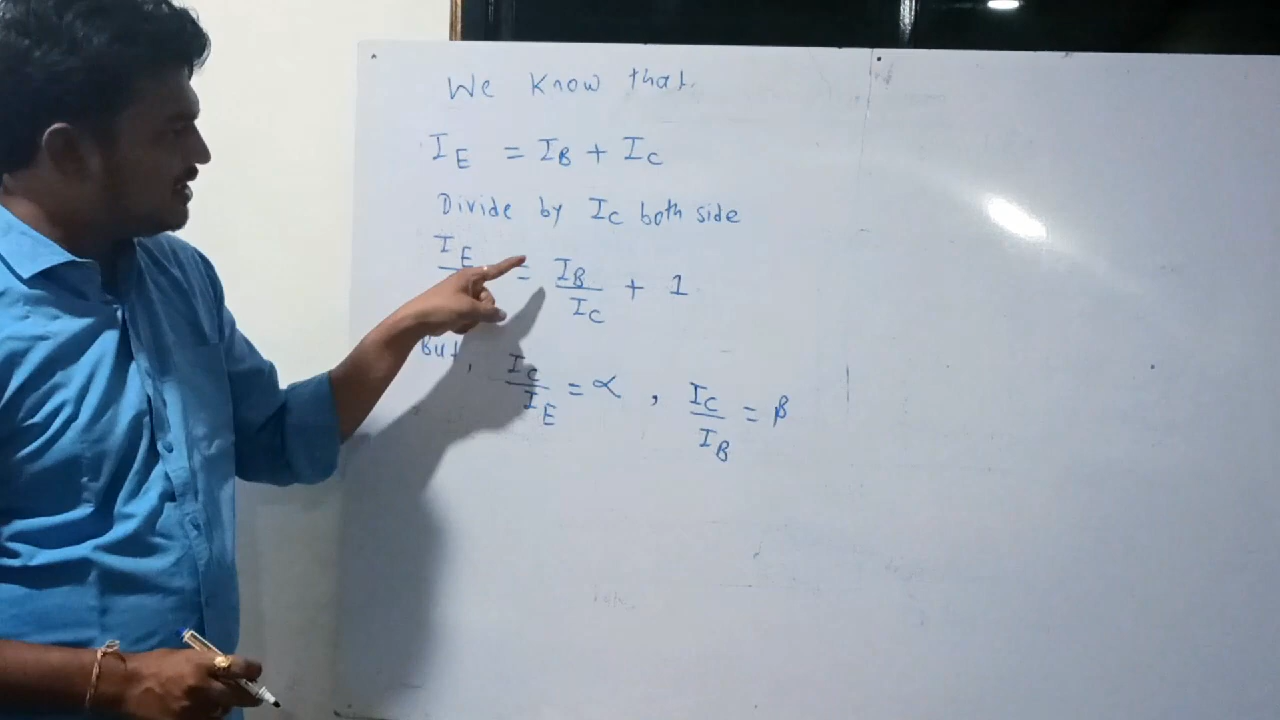 We Know that.
I_E = I_B + I_C
Divide by I_C both side
I_E = I_B/I_C + 1
But, I_C/I_E = α , I_C/I_B = β